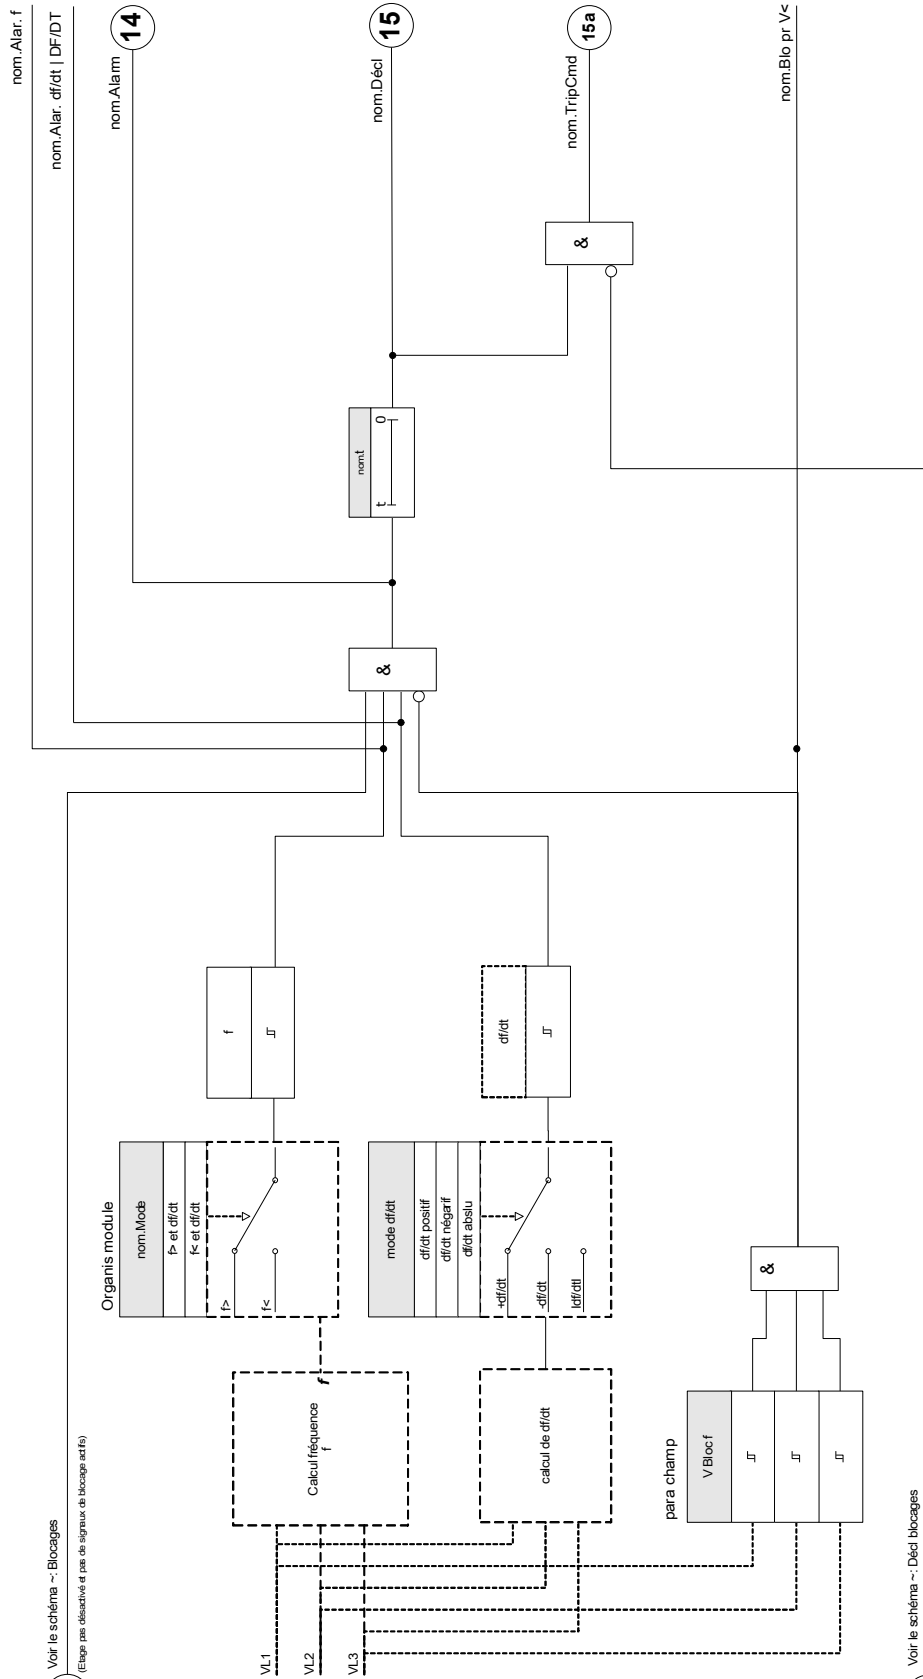 Voir le schéma ~: Blocages
(Etage pas désactivé et pas de signaux de blocage actifs)
VL1
VL2
VL3
Calcul fréquence
f
f
Organis module
nom.Mode
f> et df/dt
f< et df/dt
f>
f<
f
nom.Alar. f
nom.Alar. df/dt | DF/DT
nom.Alarm
14
&
nom.t
t
0
nom.Décl
15
calcul de df/dt
mode df/dt
df/dt positif
df/dt négarif
df/dt abslu
+df/dt
-df/dt
ldf/dtl
df/dt
&
nom.TripCmd
15a
para champ
V Bloc f
&
nom.Blo pr V<
Voir le schéma ~: Décl blocages